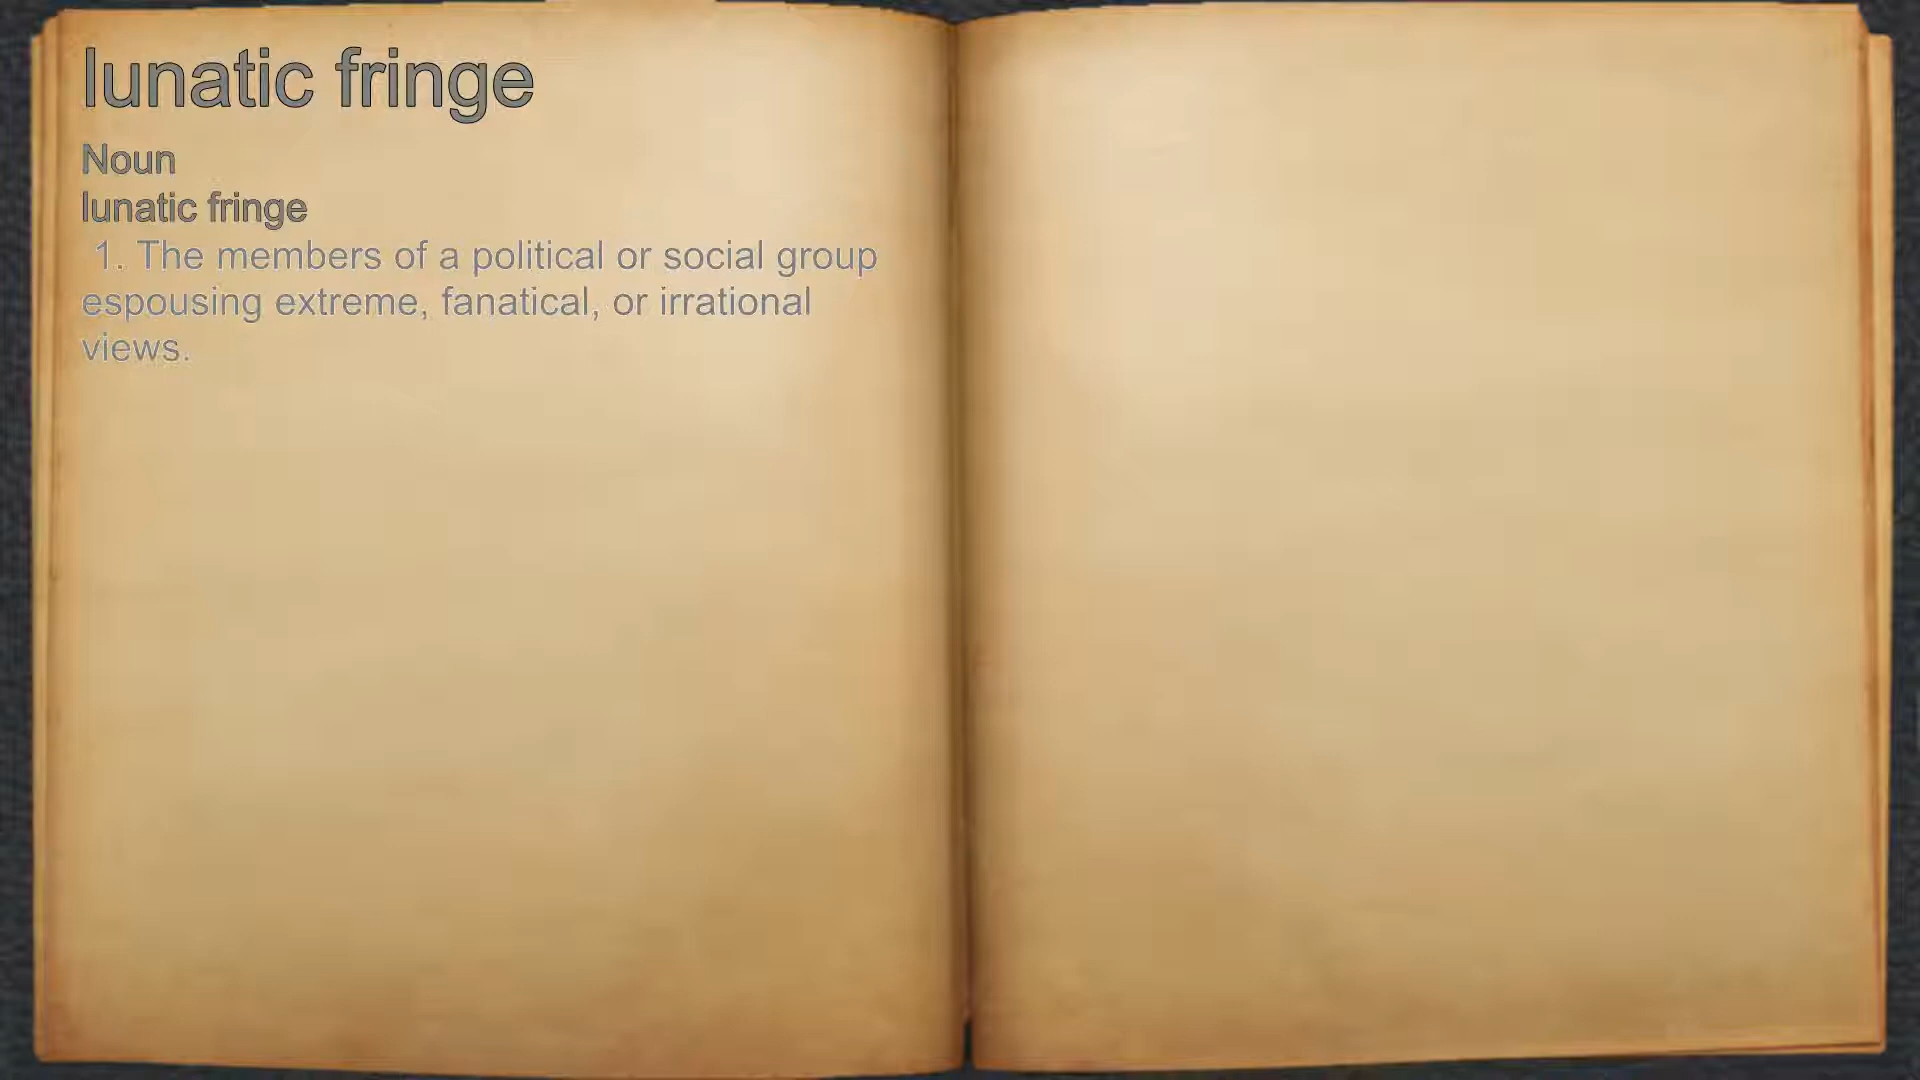 lunatic fringe
Noun
lunatic fringe
1. The members of a political or social group
espousing extreme, fanatical, or irrational
views.